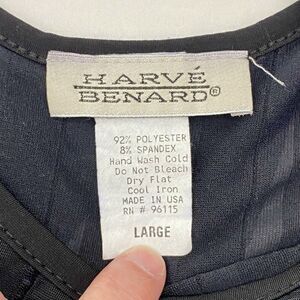 HARVÉ
BENARD®
92% POLYESTER
8% SPANDEX
Hand Wash Cold
Do Not Bleach
Dry Flat
Cool Iron
MADE IN USA
RN # 96115
LARGE